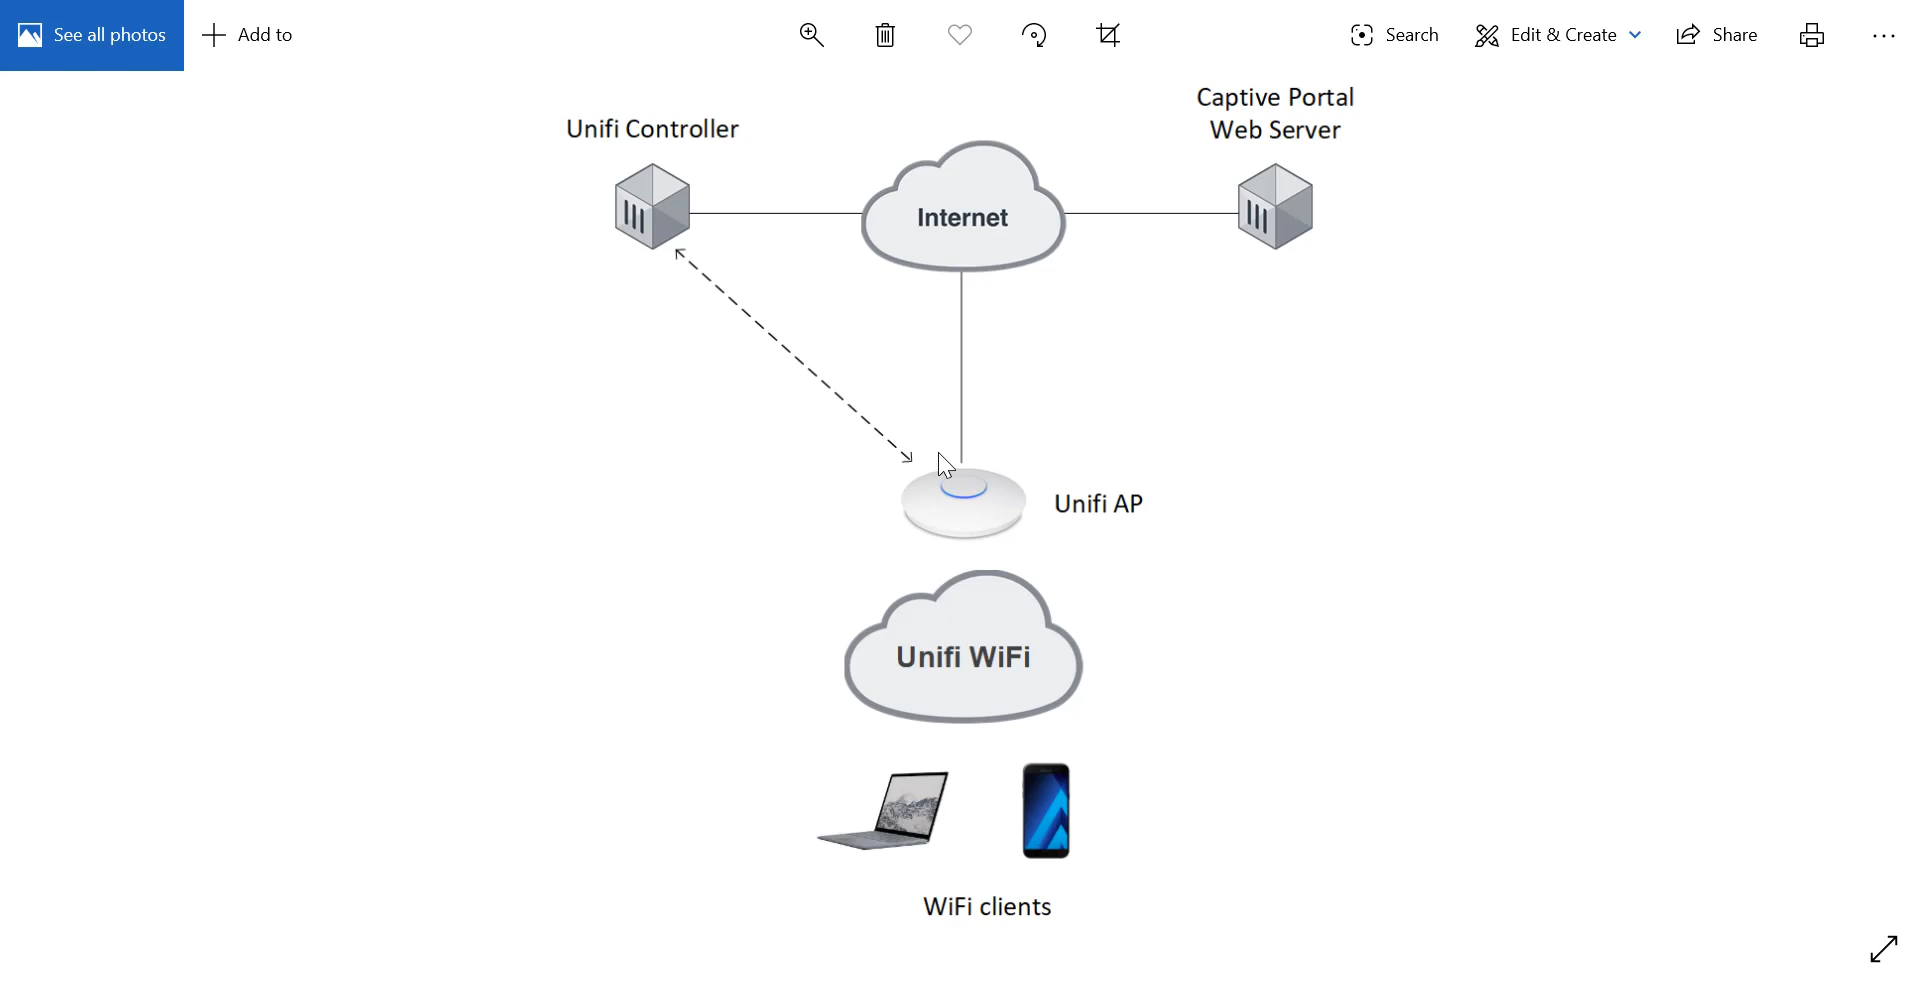 See all photos
Add to
Search
Edit & Create
Share
Unifi Controller
Captive Portal
Web Server
Internet
Unifi AP
Unifi WiFi
WiFi clients